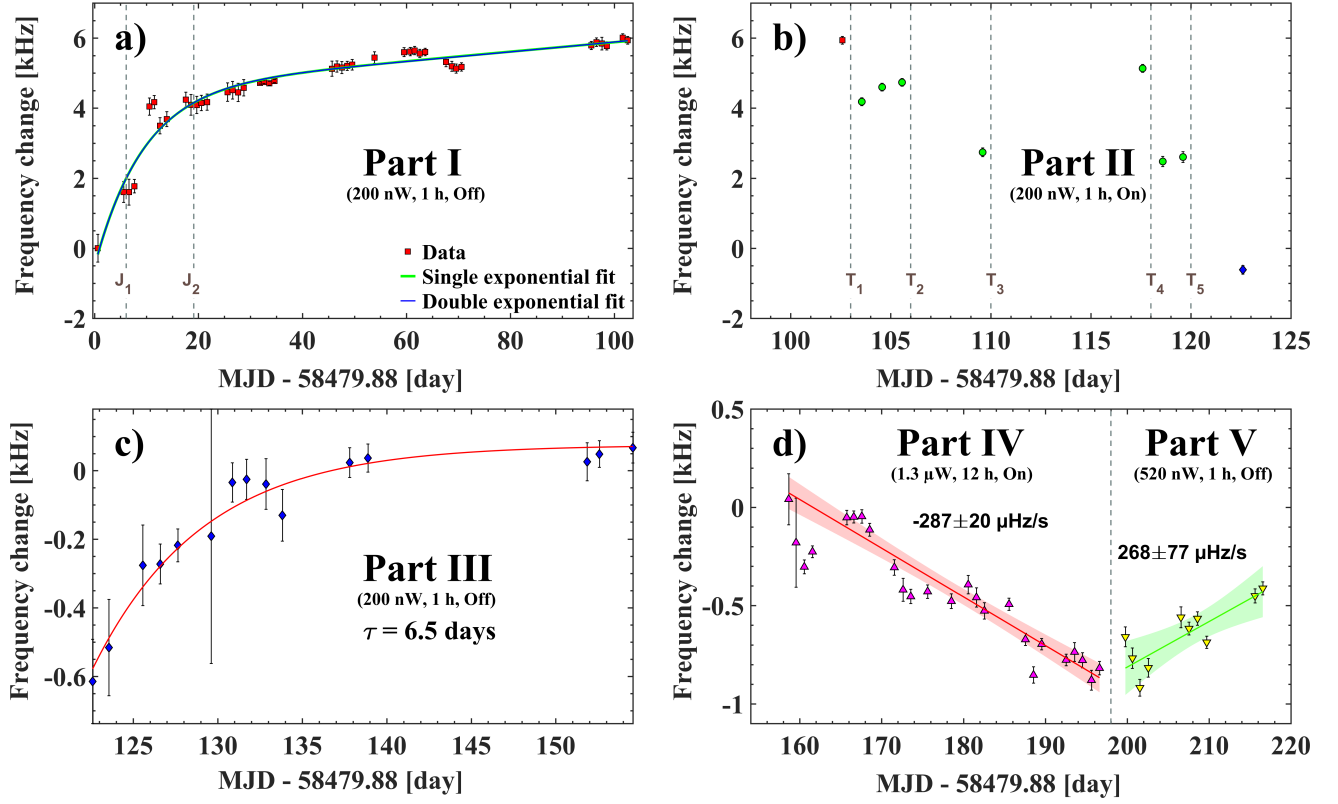 a)
Part I
(200 nW, 1 h, Off)
Data
Single exponential fit
Double exponential fit
J1
J2
Frequency change [kHz]
6
4
2
0
-2
0 20 40 60 80 100
MJD - 58479.88 [day]
b)
Part II
(200 nW, 1 h, On)
T1
T2
T3
T4
T5
Frequency change [kHz]
6
4
2
0
-2
100 105 110 115 120 125
MJD - 58479.88 [day]
c)
Part III
(200 nW, 1 h, Off)
τ = 6.5 days
Frequency change [kHz]
0
-0.2
-0.4
-0.6
125 130 135 140 145 150
MJD - 58479.88 [day]
d)
Part IV
(1.3 μW, 12 h, On)
-287±20 μHz/s
Part V
(520 nW, 1 h, Off)
268±77 μHz/s
Frequency change [kHz]
0.5
0
-0.5
-1
160 170 180 190 200 210 220
MJD - 58479.88 [day]